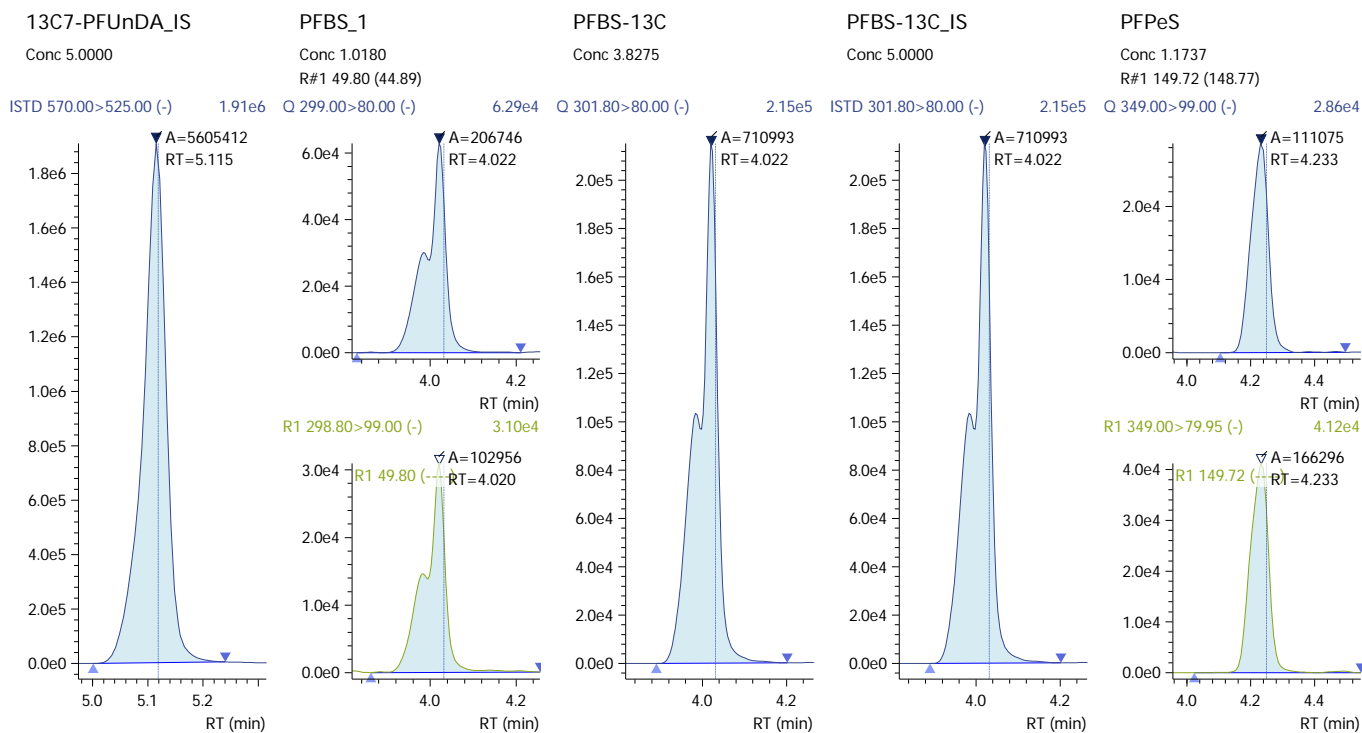 13C7-PFUnDA_IS
Conc 5.0000
ISTD 570.00>525.00 (-) 1.91e6
A=5605412
RT=5.115
1.8e6
1.6e6
1.4e6
1.2e6
1.0e6
8.0e5
6.0e5
4.0e5
2.0e5
0.0e0
5.0 5.1 5.2
RT (min)
PFBS_1
Conc 1.0180
R#1 49.80 (44.89)
Q 299.00>80.00 (-) 6.29e4
A=206746
RT=4.022
6.0e4
4.0e4
2.0e4
0.0e0
4.0 4.2
RT (min)
R1 298.80>99.00 (-) 3.10e4
A=102956
RT=4.020
R1 49.80 (----)
3.0e4
2.0e4
1.0e4
0.0e0
4.0 4.2
RT (min)
PFBS-13C
Conc 3.8275
Q 301.80>80.00 (-) 2.15e5
A=710993
RT=4.022
2.0e5
1.8e5
1.6e5
1.4e5
1.2e5
1.0e5
8.0e4
6.0e4
4.0e4
2.0e4
0.0e0
4.0 4.2
RT (min)
PFBS-13C_IS
Conc 5.0000
ISTD 301.80>80.00 (-) 2.15e5
A=710993
RT=4.022
2.0e5
1.8e5
1.6e5
1.4e5
1.2e5
1.0e5
8.0e4
6.0e4
4.0e4
2.0e4
0.0e0
4.0 4.2
RT (min)
PFPeS
Conc 1.1737
R#1 149.72 (148.77)
Q 349.00>99.00 (-) 2.86e4
A=111075
RT=4.233
2.0e4
1.0e4
0.0e0
4.0 4.2 4.4
RT (min)
R1 349.00>79.95 (-) 4.12e4
A=166296
RT=4.233
R1 149.72 (----)
4.0e4
3.0e4
2.0e4
1.0e4
0.0e0
4.0 4.2 4.4
RT (min)